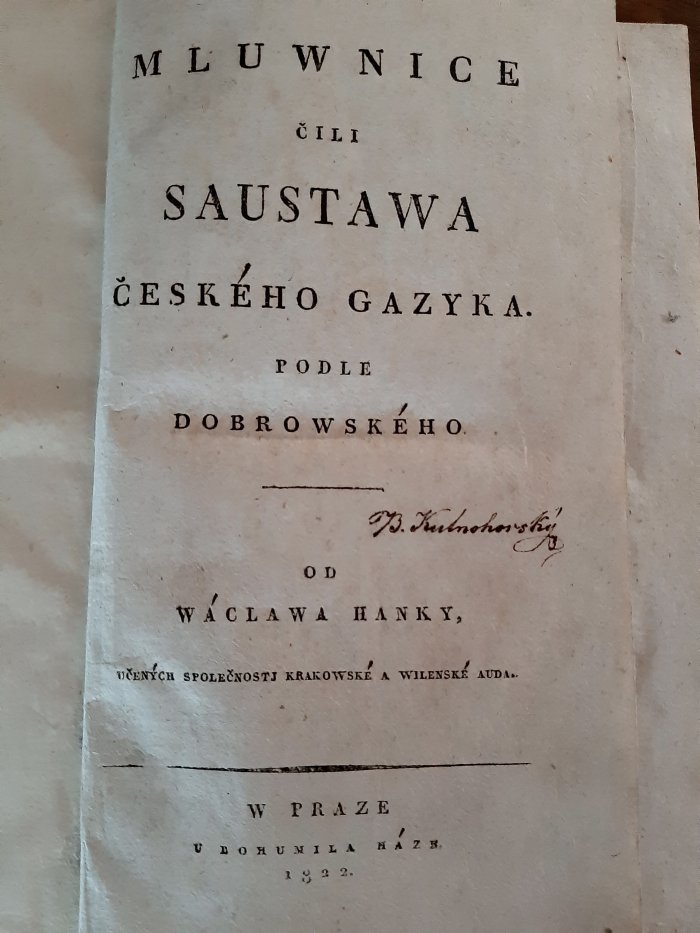 MLUWNICE
ČILI
SAUSTAWA
ČESKÉHO GAZYKA.
PODLE
DOBROWSKÉHO.
B. Kutnohorský
OD
WÁCLAWA HANKY,
UČENÝCH SPOLEČNOSTJ KRAKOWSKÉ A WILENSKÉ AUDA.
W PRAZE
U BOHUMILA HÁZE.
1822.